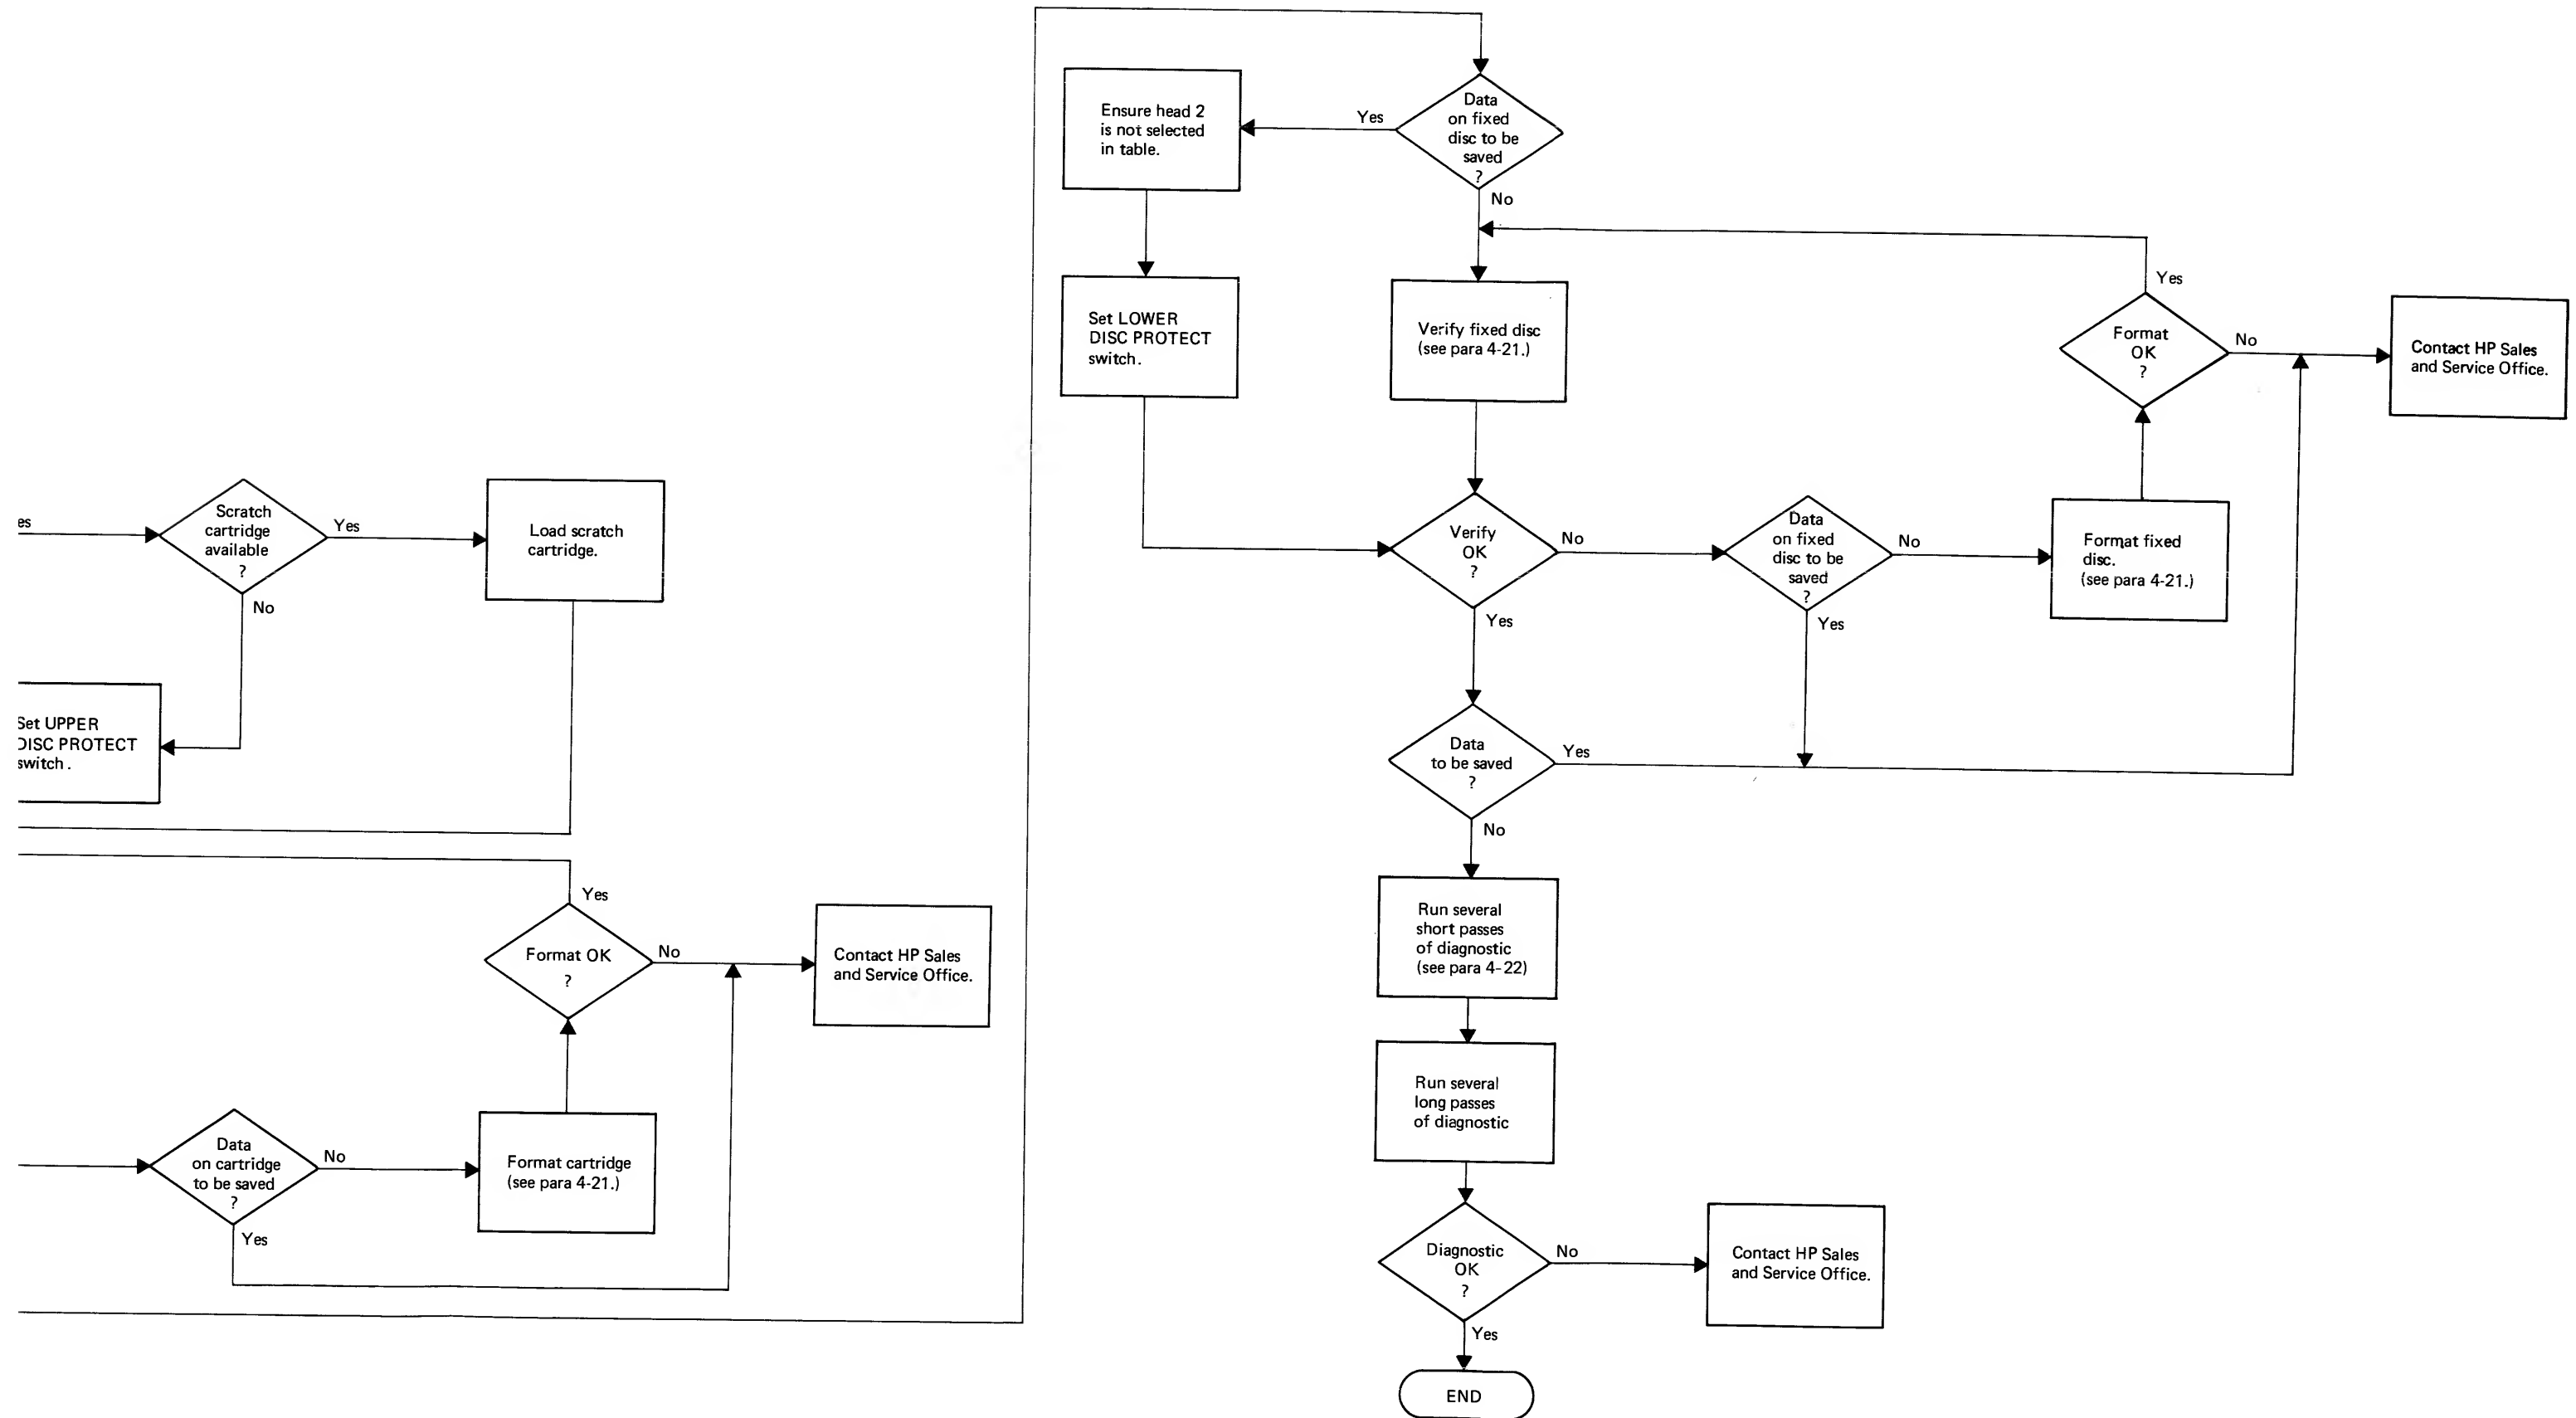 es
Scratch
cartridge
available
?
Yes
No
Load scratch
cartridge.
Set UPPER
DISC PROTECT
switch.
Yes
Format OK
?
No
Contact HP Sales
and Service Office.
Data
on cartridge
to be saved
?
No
Yes
Format cartridge
(see para 4-21.)
Data
on fixed
disc to be
saved
?
Yes
No
Ensure head 2
is not selected
in table.
Set LOWER
DISC PROTECT
switch.
Verify fixed disc
(see para 4-21.)
Verify
OK
?
No
Yes
Data
on fixed
disc to be
saved
?
No
Yes
Format fixed
disc.
(see para 4-21.)
Format
OK
?
Yes
No
Contact HP Sales
and Service Office.
Data
to be saved
?
Yes
No
Run several
short passes
of diagnostic
(see para 4-22)
Run several
long passes
of diagnostic
Diagnostic
OK
?
No
Yes
Contact HP Sales
and Service Office.
END